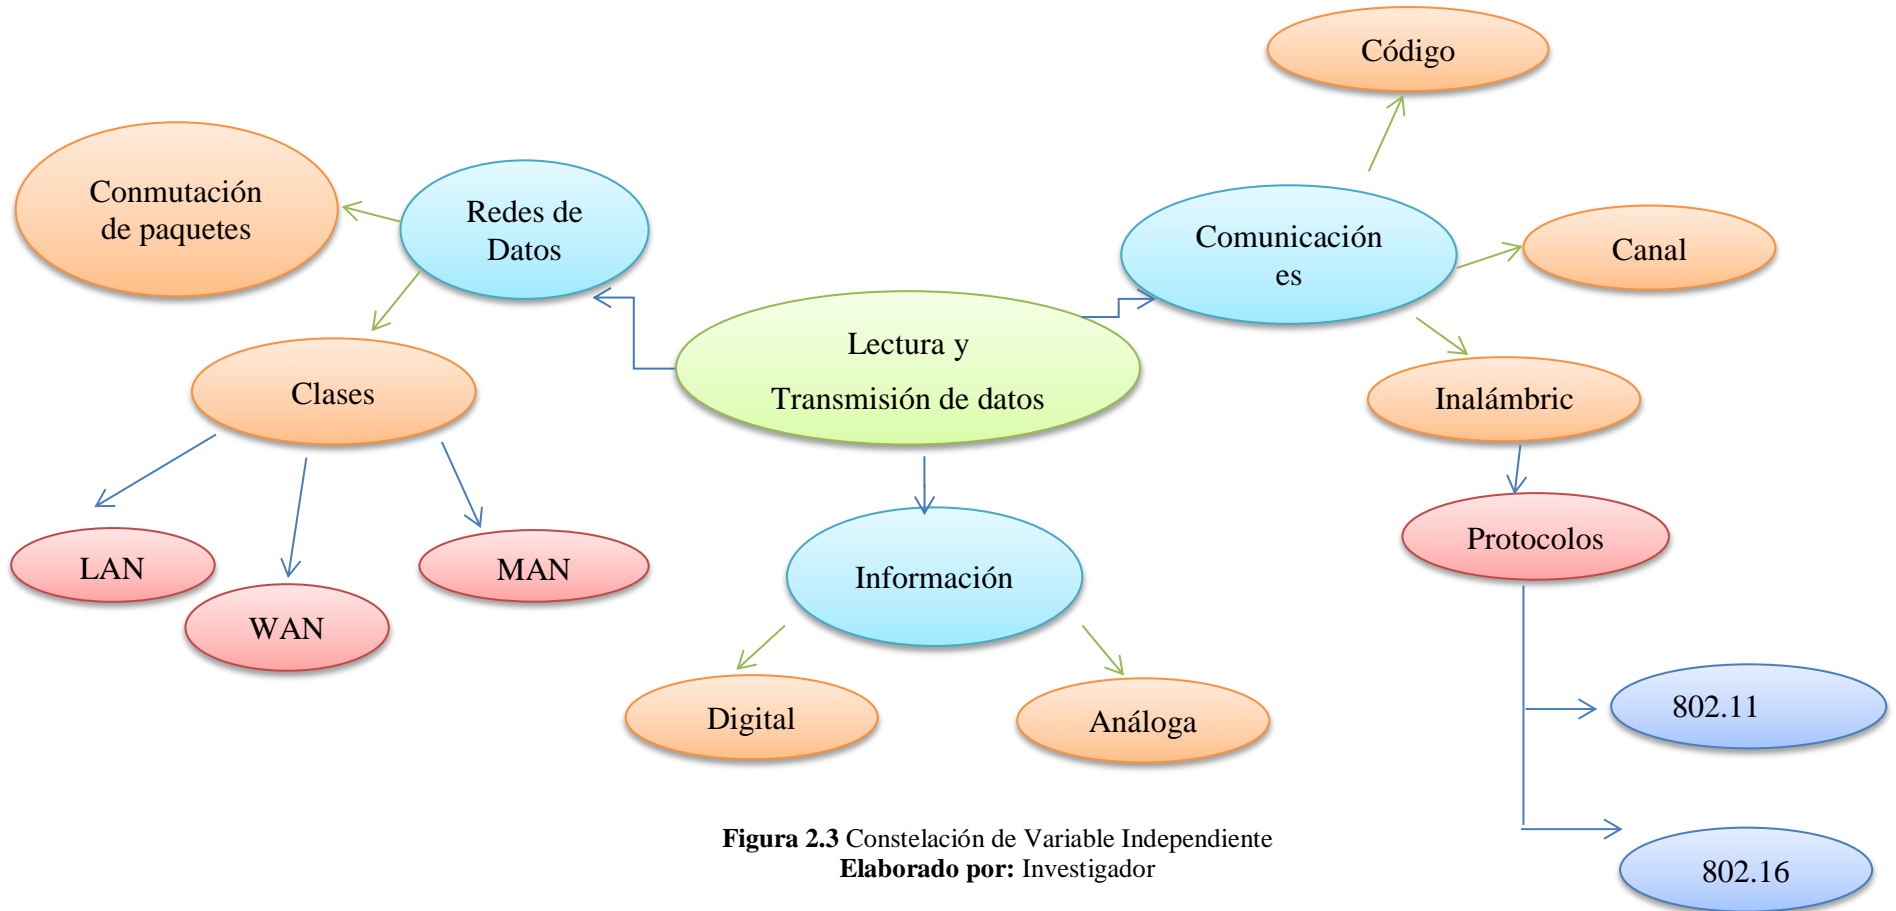 Código
Conmutación
de paquetes
Redes de
Datos
Comunicación
es
Canal
Lectura y
Transmisión de datos
Clases
Inalámbric
LAN
WAN
MAN
Información
Protocolos
Digital
Análoga
802.11
802.16
Figura 2.3 Constelación de Variable Independiente
Elaborado por: Investigador